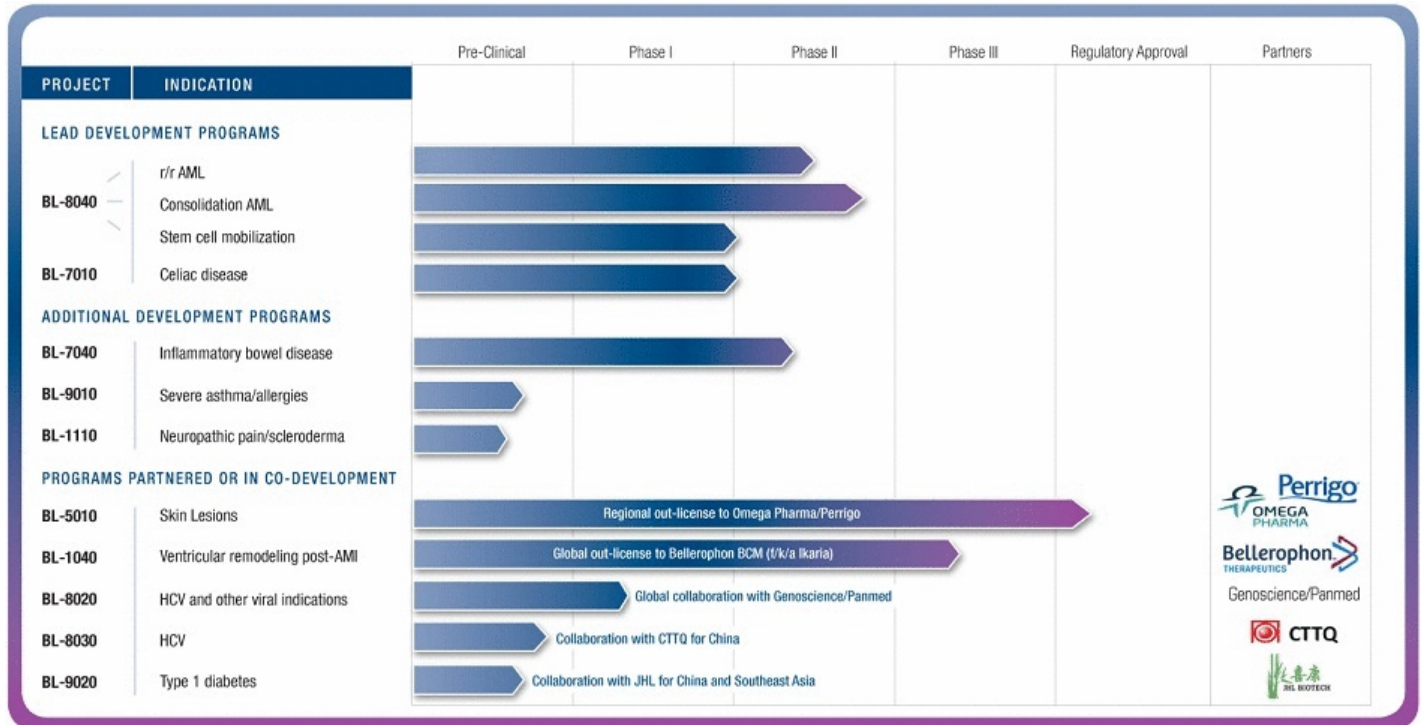 Pre-Clinical Phase I Phase II Phase III Regulatory Approval Partners
PROJECT INDICATION
LEAD DEVELOPMENT PROGRAMS
r/r AML
BL-8040 Consolidation AML
Stem cell mobilization
BL-7010 Celiac disease
ADDITIONAL DEVELOPMENT PROGRAMS
BL-7040 Inflammatory bowel disease
BL-9010 Severe asthma/allergies
BL-1110 Neuropathic pain/scleroderma
PROGRAMS PARTNERED OR IN CO-DEVELOPMENT
BL-5010 Skin Lesions Regional out-license to Omega Pharma/Perrigo Perrigo
OMEGA
PHARMA
BL-1040 Ventricular remodeling post-AMI Global out-license to Bellerophon BCM (f/k/a Ikaria) Bellerophon
THERAPEUTICS
BL-8020 HCV and other viral indications Global collaboration with Genoscience/Panmed Genoscience/Panmed
BL-8030 HCV Collaboration with CTTQ for China CTTQ
BL-9020 Type 1 diabetes Collaboration with JHL for China and Southeast Asia 喜康
JHL BIOTECH